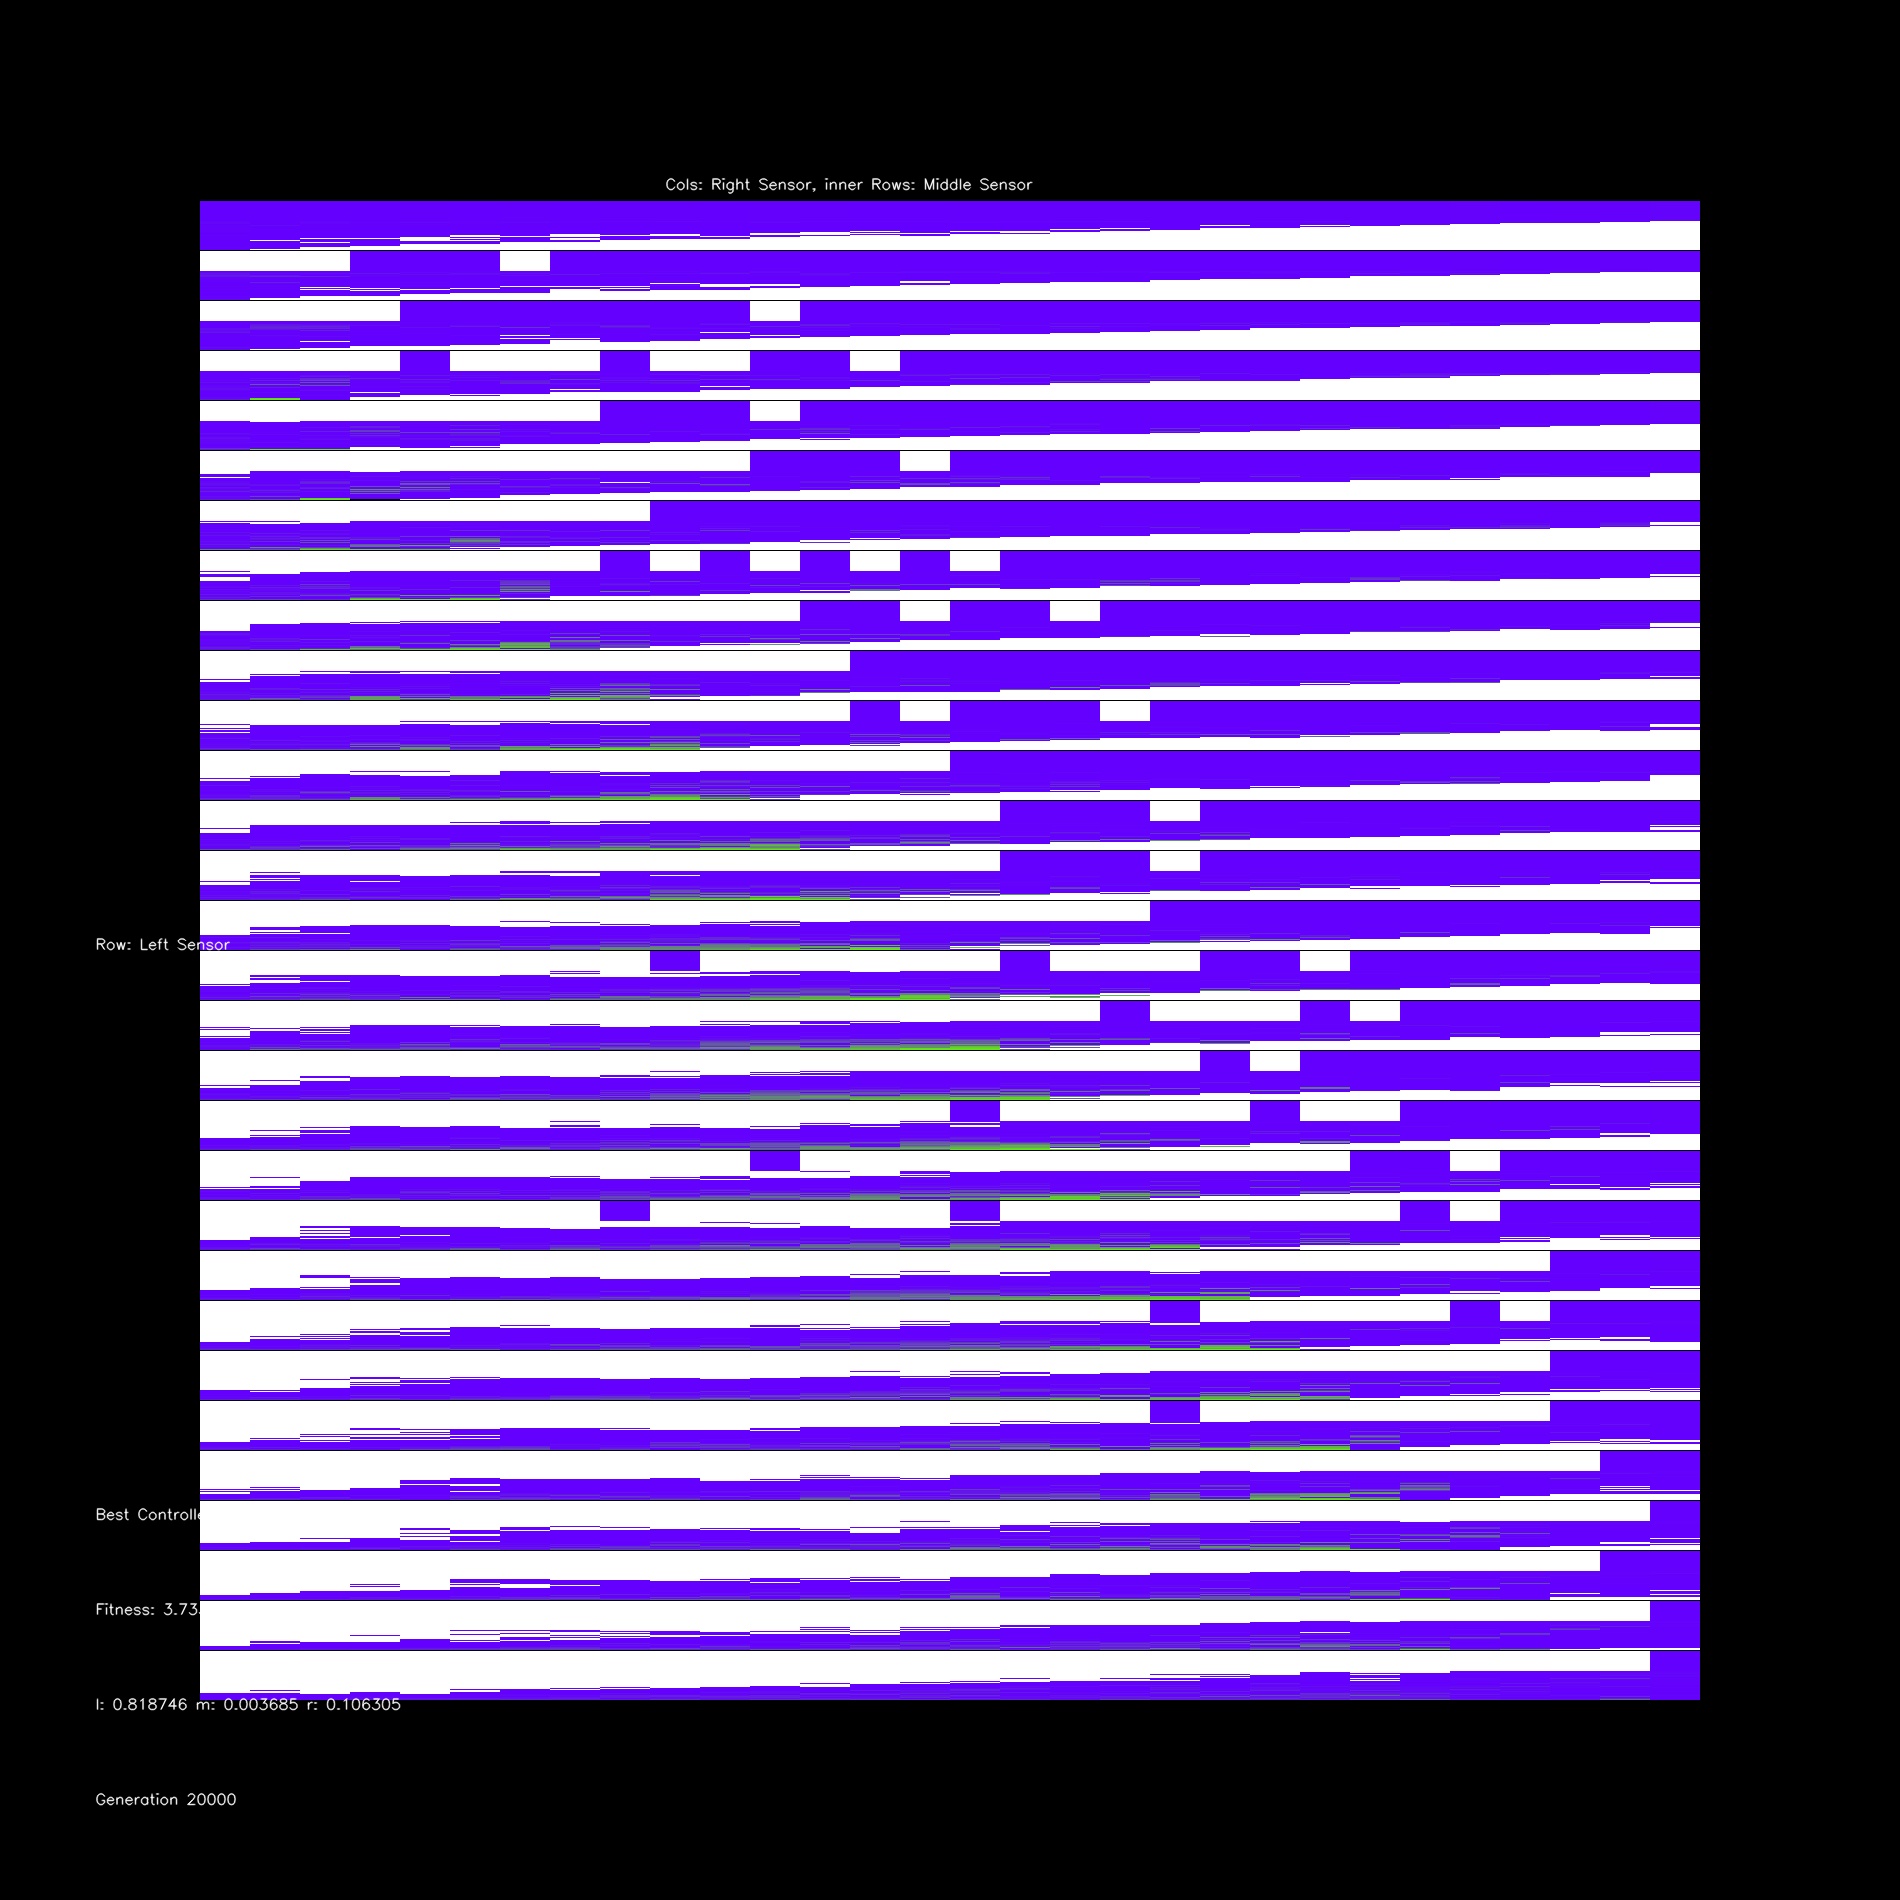 Cols: Right Sensor, inner Rows: Middle Sensor
Row: Left Sensor
Best Controlle
Fitness: 3.73
l: 0.818746 m: 0.003685 r: 0.106305
Generation 20000